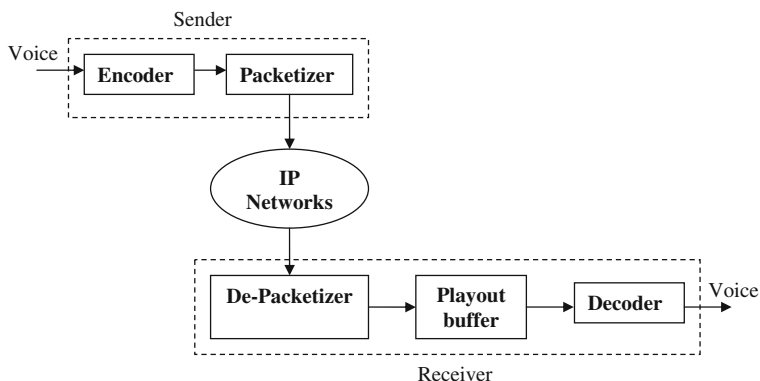 Sender
Voice
Encoder
Packetizer
IP
Networks
De-Packetizer
Playout
buffer
Decoder
Voice
Receiver